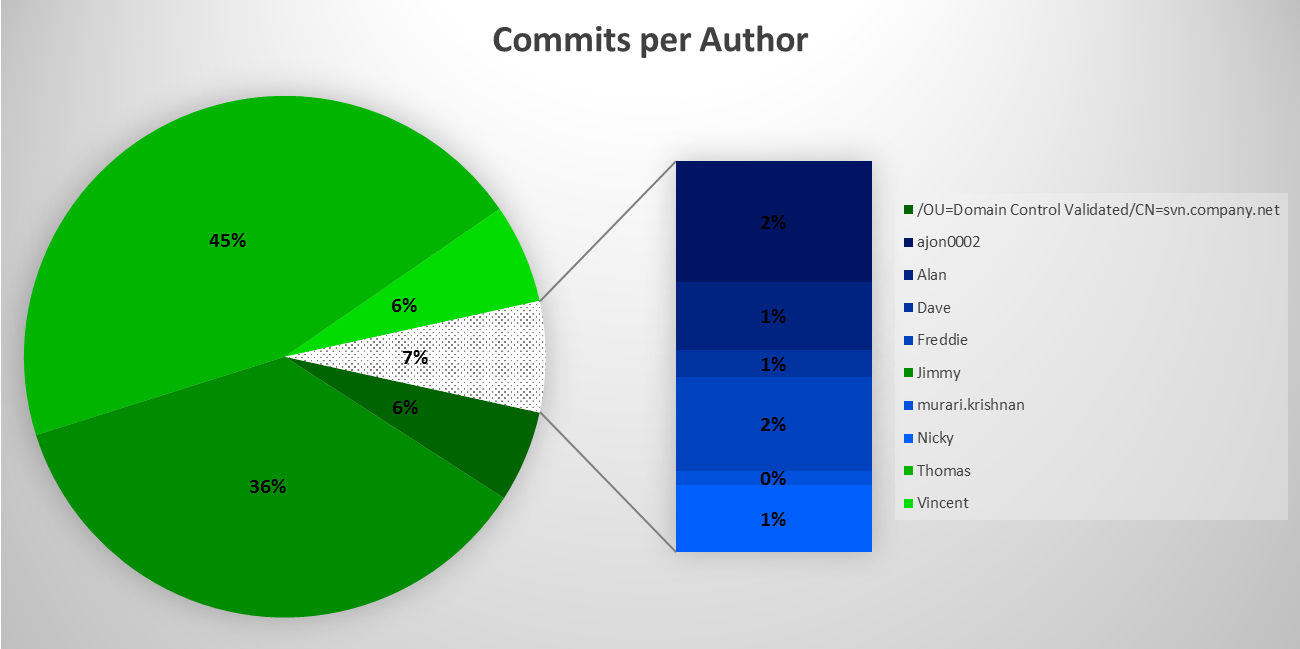 Commits per Author
45%
6%
7%
6%
36%
2%
1%
1%
2%
0%
1%
/OU=Domain Control Validated/CN=svn.company.net
ajon0002
Alan
Dave
Freddie
Jimmy
murari.krishnan
Nicky
Thomas
Vincent